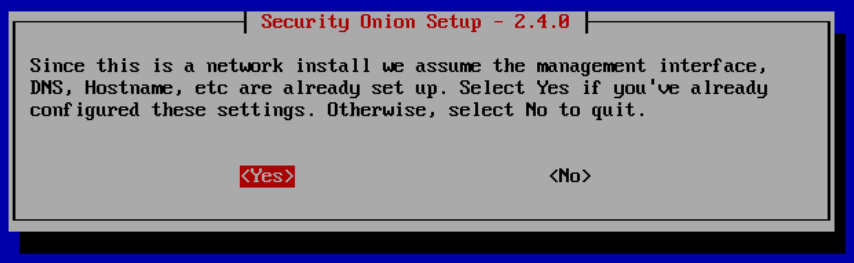 Security Onion Setup - 2.4.0
Since this is a network install we assume the management interface,
DNS, Hostname, etc are already set up. Select Yes if you've already
configured these settings. Otherwise, select No to quit.
<Yes> <No>